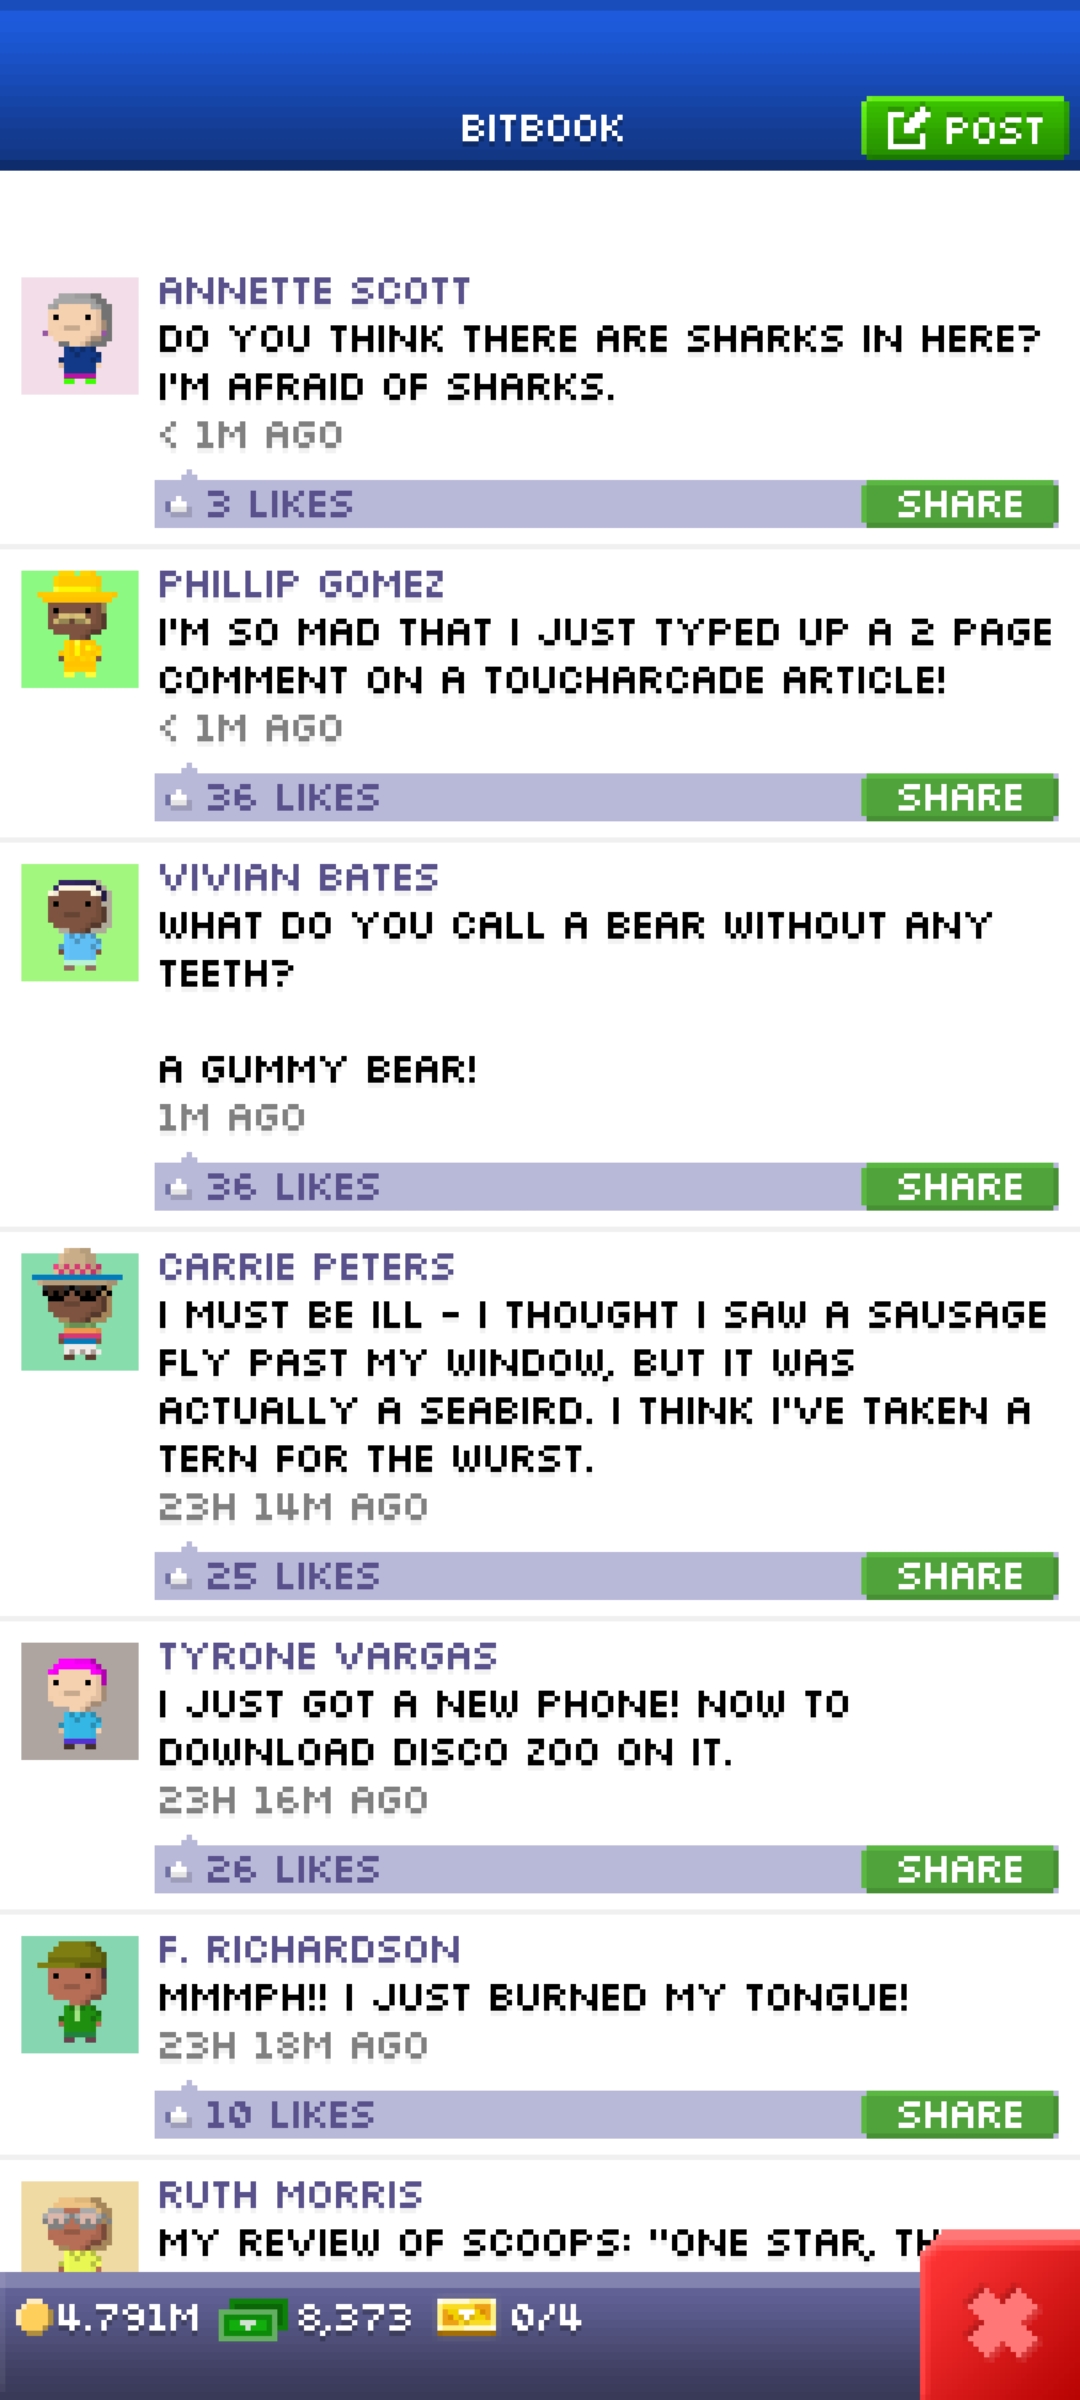 BITBOOK
POST
ANNETTE SCOTT
DO YOU THINK THERE ARE SHARKS IN HERE?
I'M AFRAID OF SHARKS.
< 1M AGO
3 LIKES
SHARE
PHILLIP GOMEZ
I'M SO MAD THAT I JUST TYPED UP A 2 PAGE
COMMENT ON A TOUCHARCADE ARTICLE!
< 1M AGO
36 LIKES
SHARE
VIVIAN BATES
WHAT DO YOU CALL A BEAR WITHOUT ANY
TEETH?
A GUMMY BEAR!
1M AGO
36 LIKES
SHARE
CARRIE PETERS
I MUST BE ILL - I THOUGHT I SAW A SAUSAGE
FLY PAST MY WINDOW, BUT IT WAS
ACTUALLY A SEABIRD. I THINK I'VE TAKEN A
TERN FOR THE WURST.
23H 14M AGO
25 LIKES
SHARE
TYRONE VARGAS
I JUST GOT A NEW PHONE! NOW TO
DOWNLOAD DISCO ZOO ON IT.
23H 16M AGO
26 LIKES
SHARE
F. RICHARDSON
MMMPH!! I JUST BURNED MY TONGUE!
23H 18M AGO
10 LIKES
SHARE
RUTH MORRIS
MY REVIEW OF SCOOPS: "ONE STAR, TH
4.791M 8,373 0/4